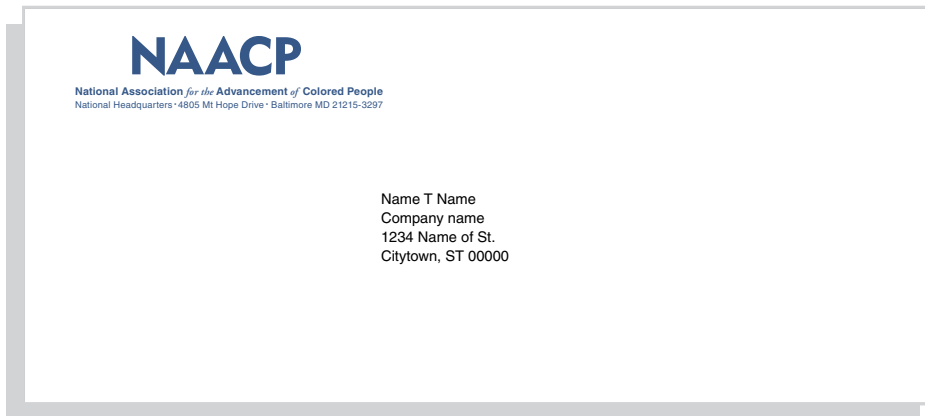 NAACP
National Association for the Advancement of Colored People
National Headquarters · 4805 Mt Hope Drive · Baltimore MD 21215-3297
Name T Name
Company name
1234 Name of St.
Citytown, ST 00000